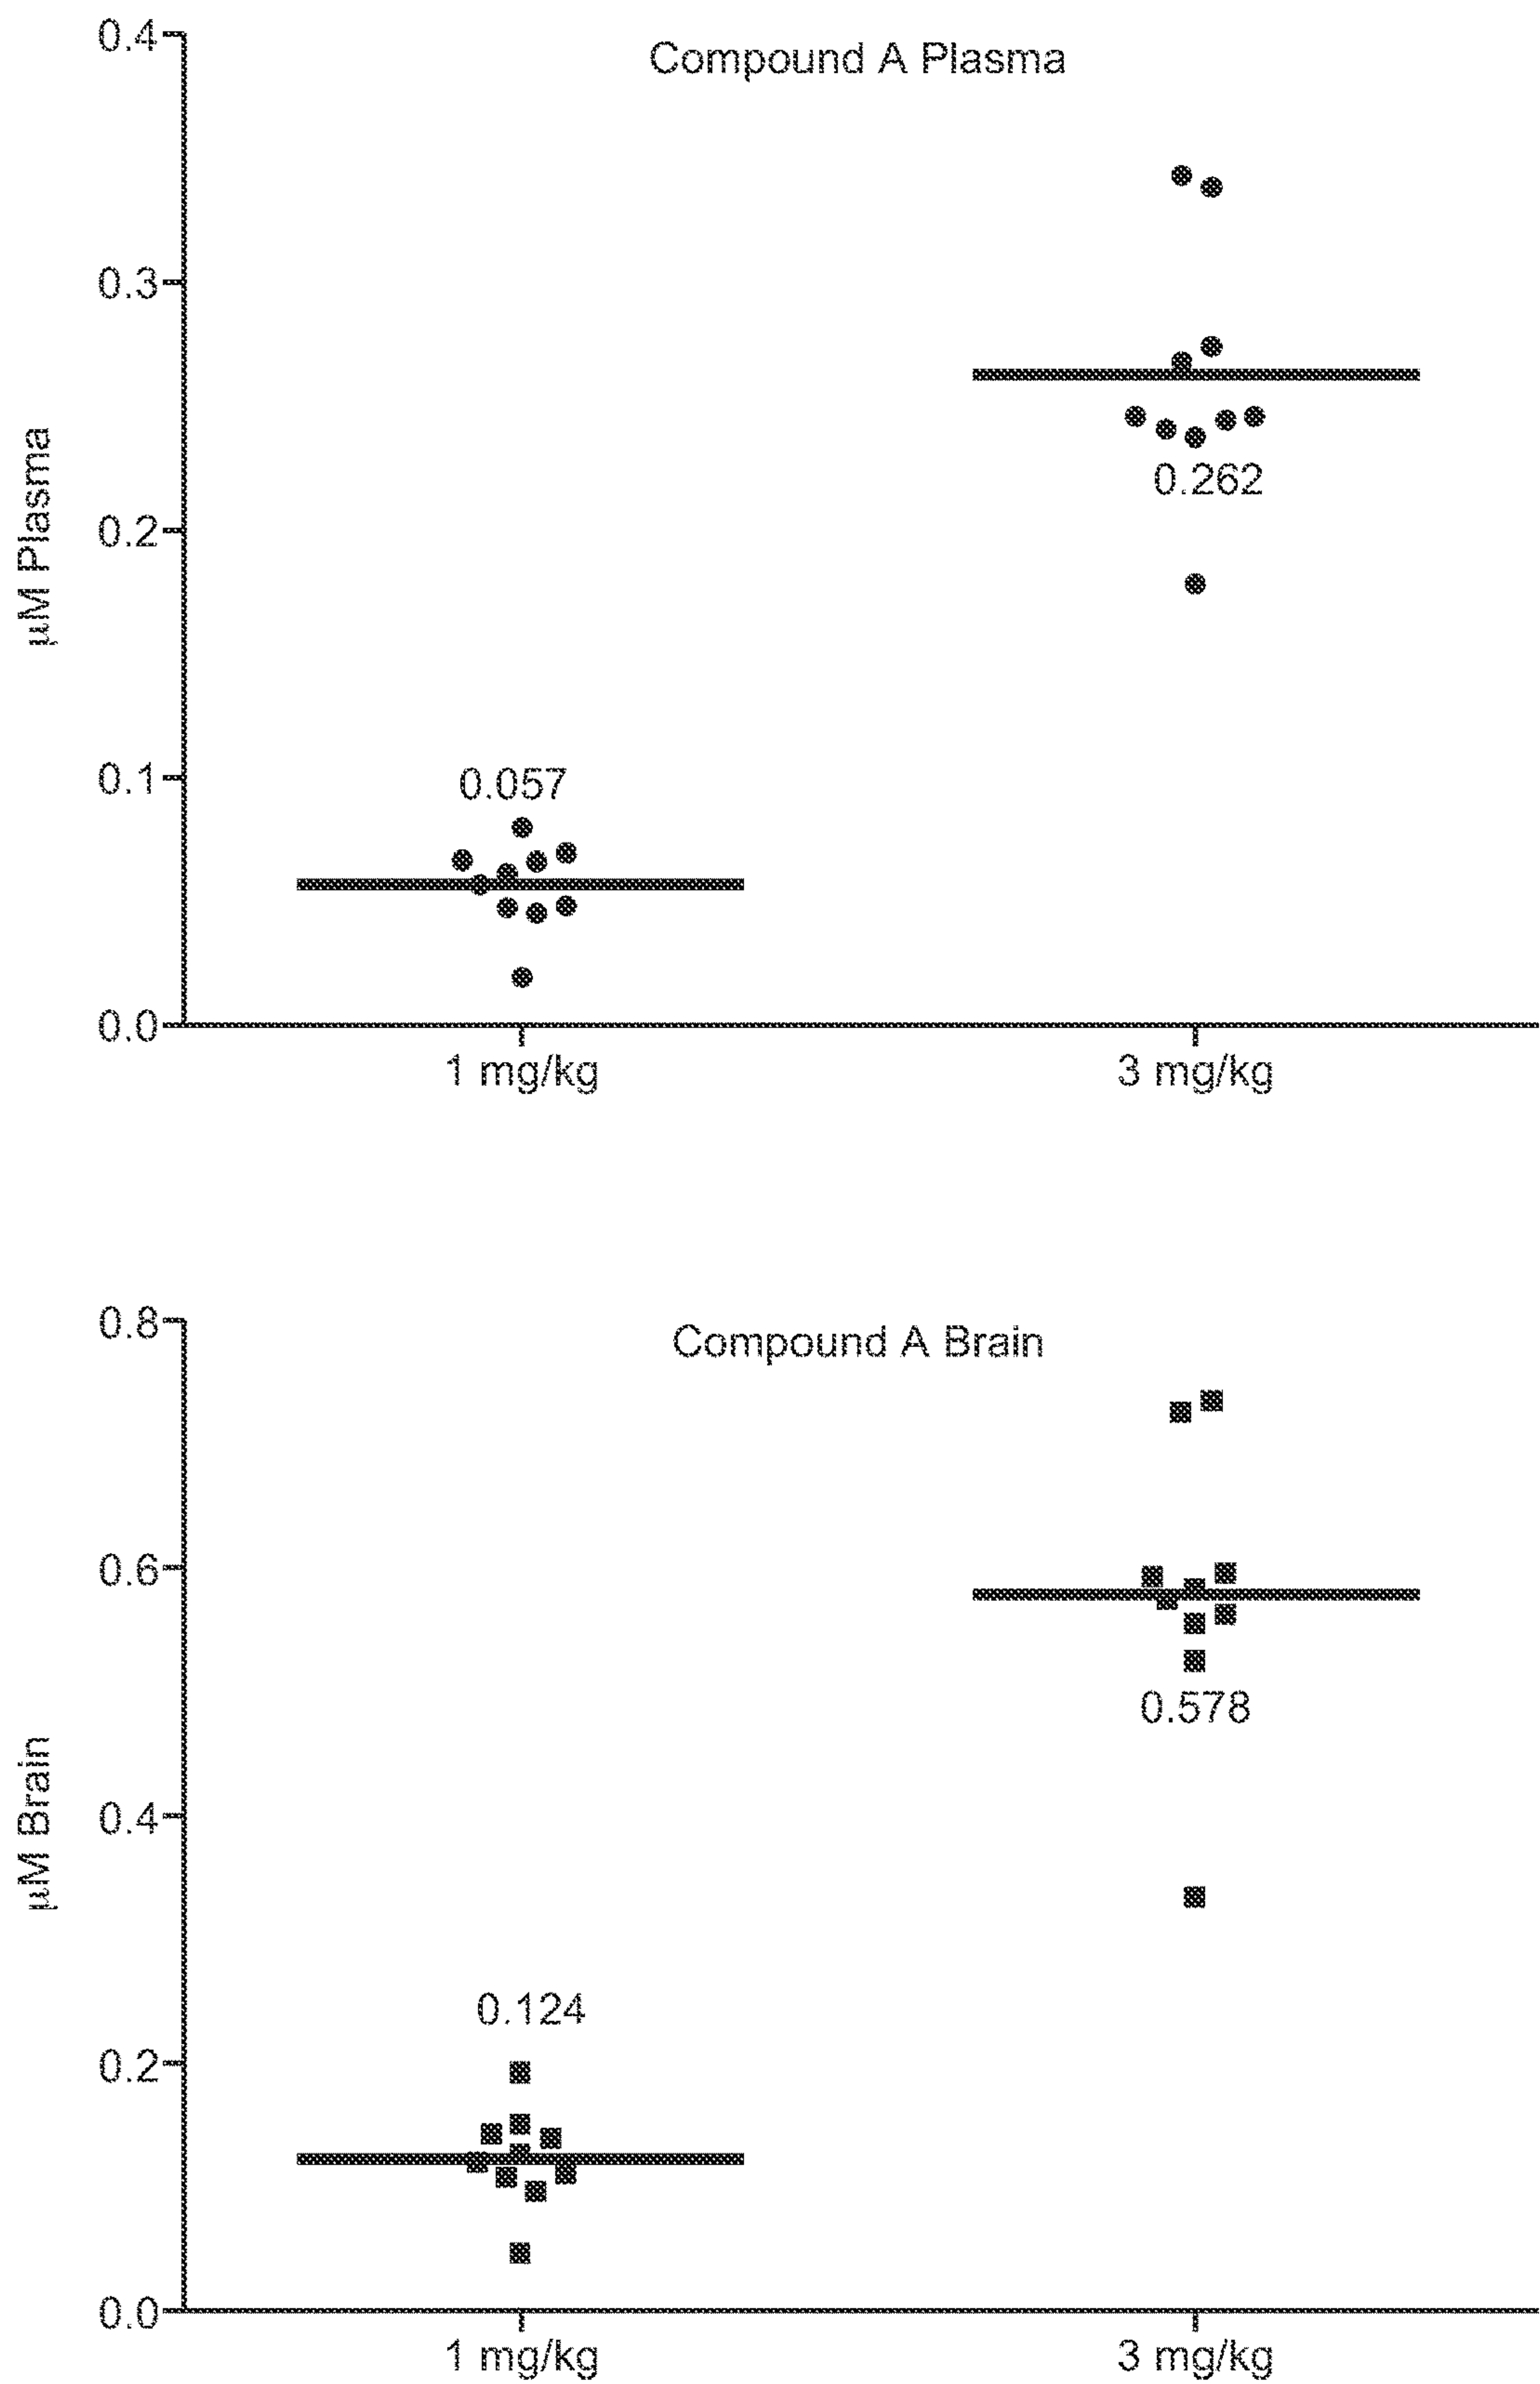 Compound A Plasma
0.4
0.3
0.2
0.1
0.0
µM Plasma
0.262
0.057
1 mg/kg
3 mg/kg
Compound A Brain
0.8
0.6
0.4
0.2
0.0
µM Brain
0.578
0.124
1 mg/kg
3 mg/kg